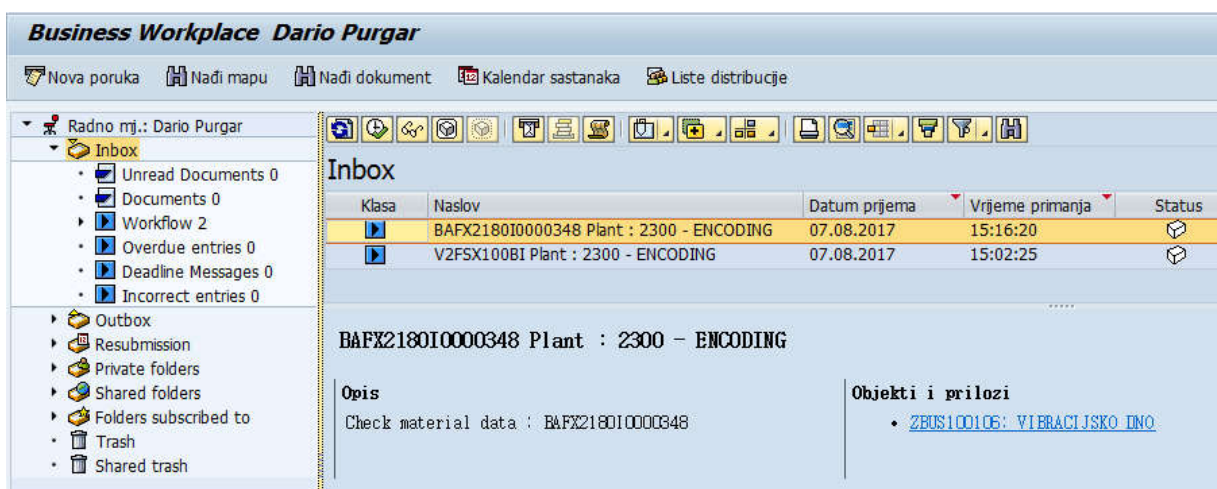 Business Workplace Dario Purgar
Nova poruka Nađi mapu Nađi dokument Kalendar sastanaka Liste distribucije
Radno mj.: Dario Purgar
Inbox
Unread Documents 0
Documents 0
Workflow 2
Overdue entries 0
Deadline Messages 0
Incorrect entries 0
Outbox
Resubmission
Private folders
Shared folders
Folders subscribed to
Trash
Shared trash
Inbox
Klasa Naslov Datum prijema Vrijeme primanja Status
BAFX2180I0000348 Plant : 2300 - ENCODING 07.08.2017 15:16:20
V2FSX100BI Plant : 2300 - ENCODING 07.08.2017 15:02:25
BAFX2180I0000348 Plant : 2300 - ENCODING
Opis
Check material data : BAFX2180I0000348
Objekti i prilozi
• ZBUS100106: VIBRACIJSKO DNO